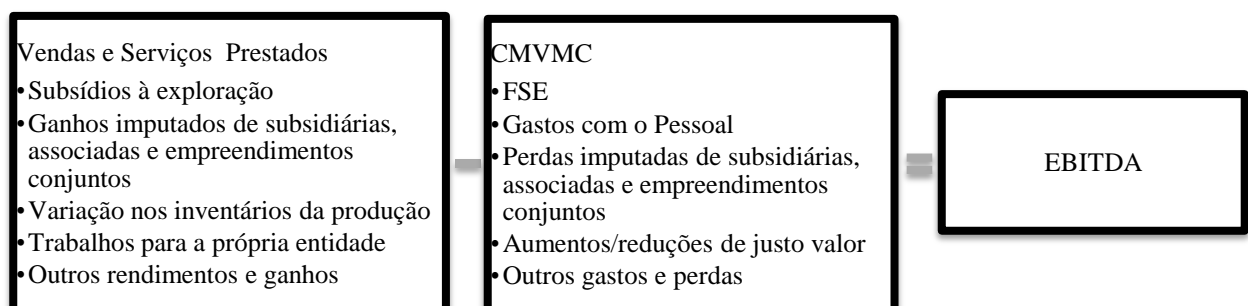 Vendas e Serviços Prestados
•Subsídios à exploração
•Ganhos imputados de subsidiárias,
associadas e empreendimentos
conjuntos
•Variação nos inventários da produção
•Trabalhos para a própria entidade
•Outros rendimentos e ganhos
CMVMC
•FSE
•Gastos com o Pessoal
•Perdas imputadas de subsidiárias,
associadas e empreendimentos
conjuntos
•Aumentos/reduções de justo valor
•Outros gastos e perdas
EBITDA